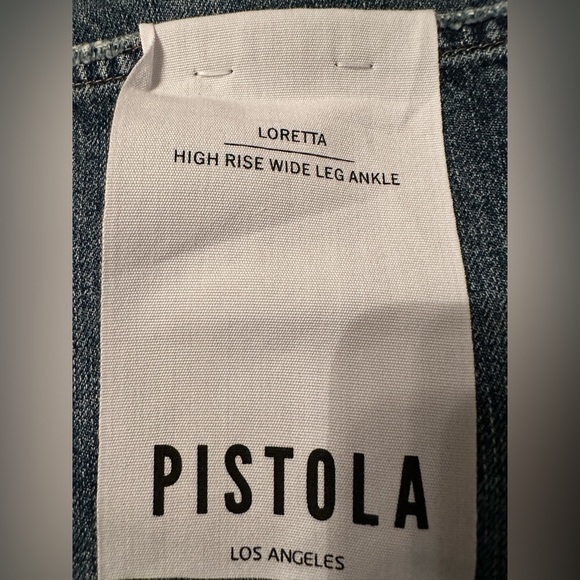 LORETTA
HIGH RISE WIDE LEG ANKLE
PISTOLA
LOS ANGELES